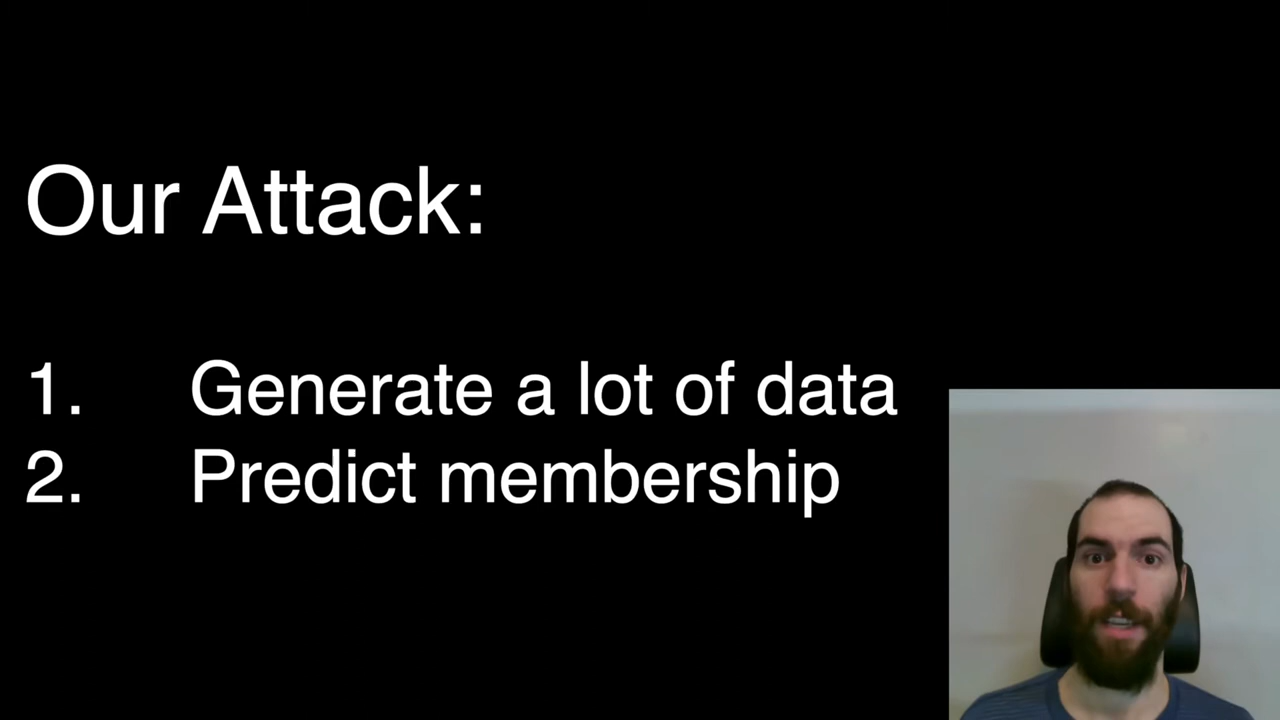 Our Attack:
1. Generate a lot of data
2. Predict membership